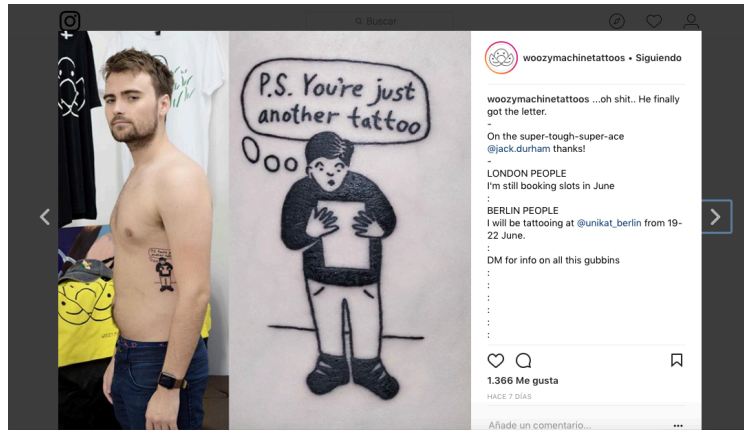 Buscar
P.S. You're just
another tattoo
woozymachinetattoos • Siguiendo
woozymachinetattoos ...oh shit.. He finally
got the letter.
-
On the super-tough-super-ace
@jack.durham thanks!
-
LONDON PEOPLE
I'm still booking slots in June
:
BERLIN PEOPLE
I will be tattooing at @unikat_berlin from 19-
22 June.
:
DM for info on all this gubbins
:
:
:
:
:
:
1.366 Me gusta
HACE 7 DÍAS
Añade un comentario...